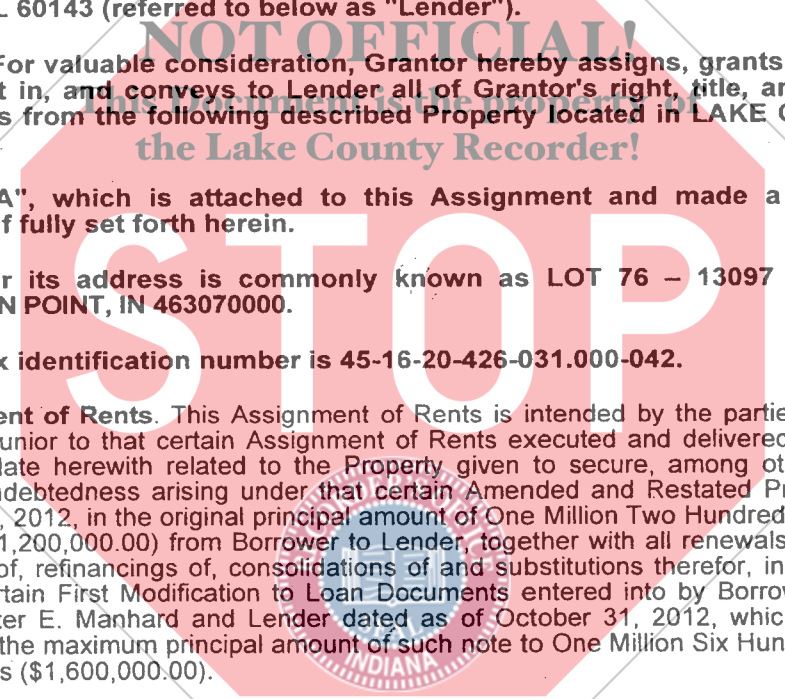 L 60143 (referred to below as "Lender").
NOT OFFICIAL!
For valuable consideration, Grantor hereby assigns, grants
t in, and conveys to Lender all of Grantor's right, title, an
This Document is the property of
s from the following described Property located in LAKE C
the Lake County Recorder!
A", which is attached to this Assignment and made a
f fully set forth herein.
STOP
r its address is commonly known as LOT 76 – 13097
N POINT, IN 463070000.
x identification number is 45-16-20-426-031.000-042.
ent of Rents. This Assignment of Rents is intended by the partie
unior to that certain Assignment of Rents executed and delivered
late herewith related to the Property given to secure, among ot
ndebtedness arising under that certain Amended and Restated Pr
, 2012, in the original principal amount of One Million Two Hundred
1,200,000.00) from Borrower to Lender, together with all renewals
of, refinancings of, consolidations of and substitutions therefor, in
rtain First Modification to Loan Documents entered into by Borrow
ter E. Manhard and Lender dated as of October 31, 2012, whic
the maximum principal amount of such note to One Million Six Hun
s ($1,600,000.00).
SEAL
INDIANA